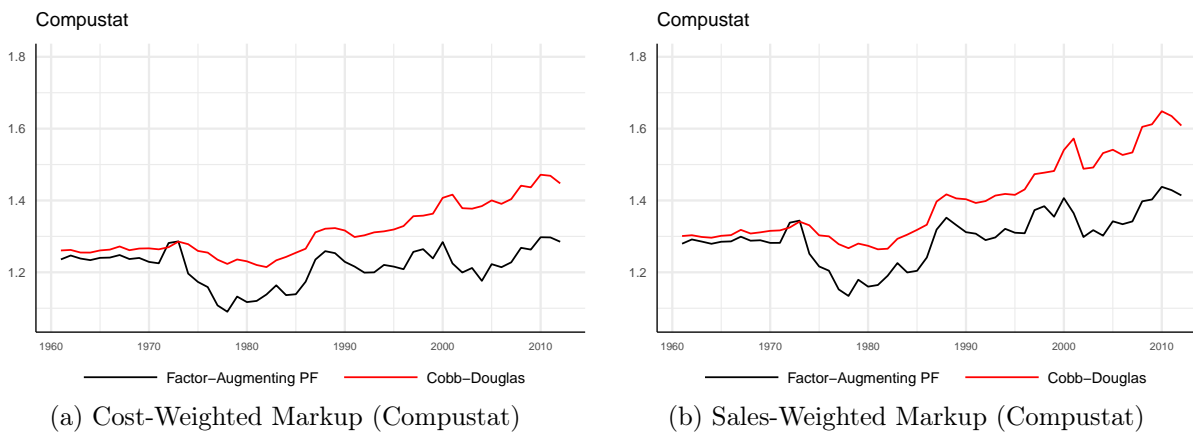 Compustat
1.8
1.6
1.4
1.2
1960 1970 1980 1990 2000 2010
Factor−Augmenting PF Cobb−Douglas
(a) Cost-Weighted Markup (Compustat)
Compustat
1.8
1.6
1.4
1.2
1960 1970 1980 1990 2000 2010
Factor−Augmenting PF Cobb−Douglas
(b) Sales-Weighted Markup (Compustat)